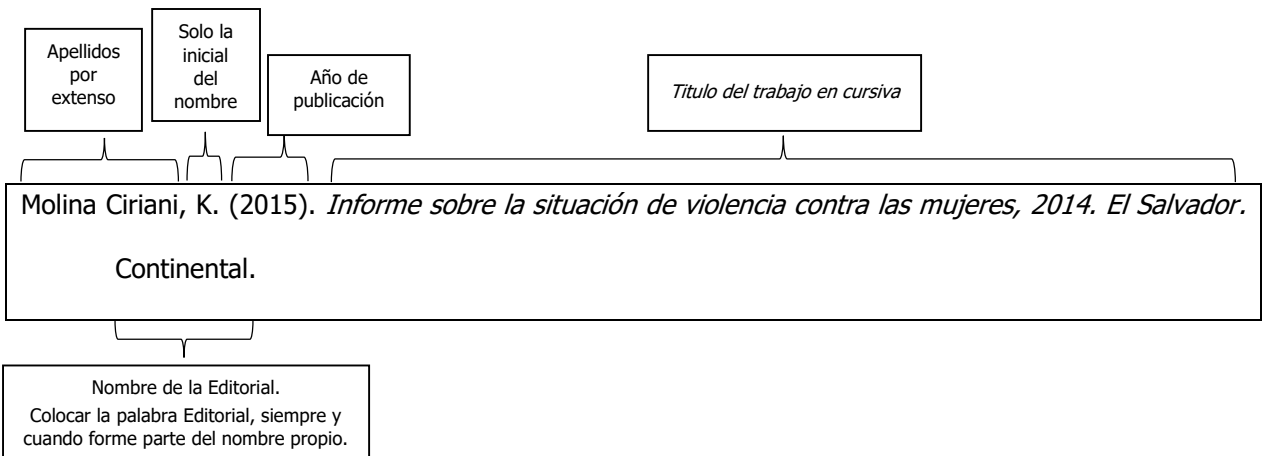 Apellidos
por
extenso
Solo la
inicial
del
nombre
Año de
publicación
Titulo del trabajo en cursiva
Molina Ciriani, K. (2015). Informe sobre la situación de violencia contra las mujeres, 2014. El Salvador.
Continental.
Nombre de la Editorial.
Colocar la palabra Editorial, siempre y
cuando forme parte del nombre propio.